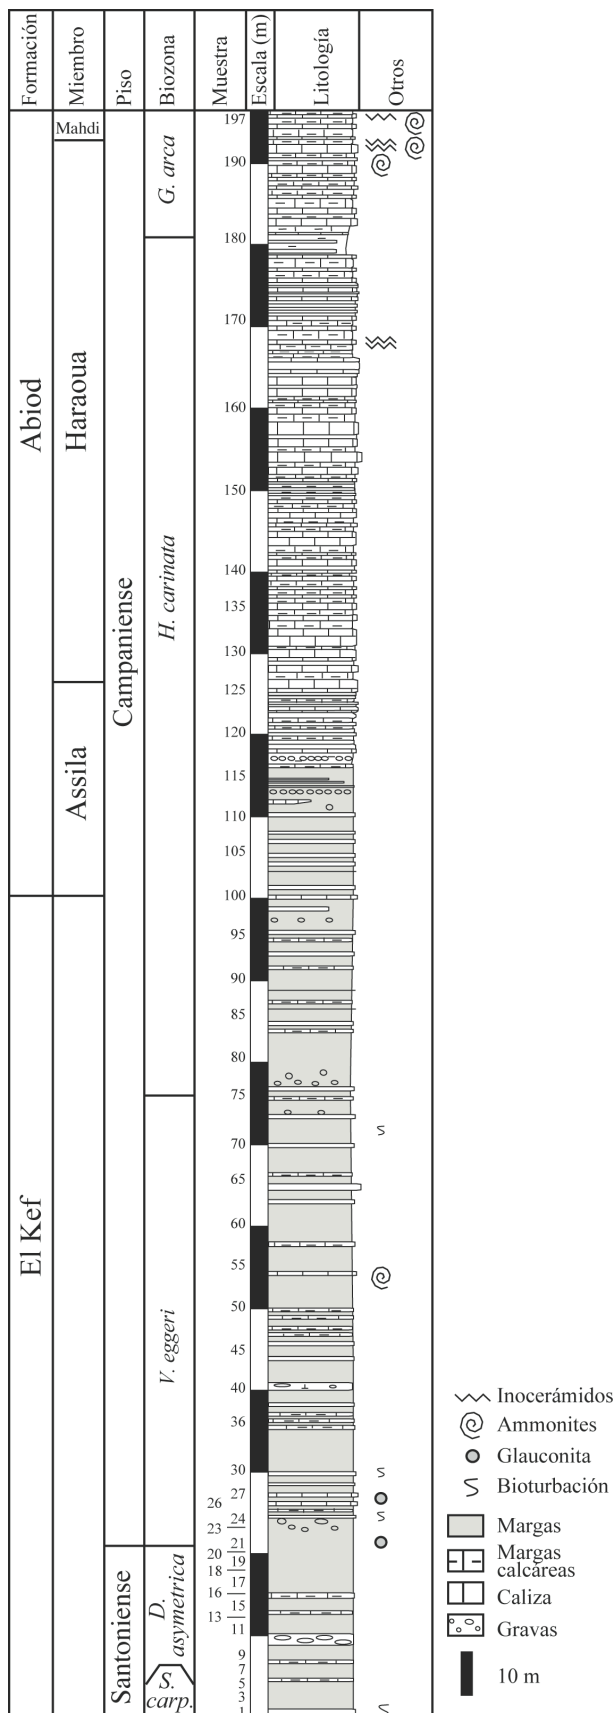 Formación
Miembro
Piso
Biozona
Muestra
Escala (m)
Litología
Otros
Abiod
El Kef
Mahdi
Haraoua
Assila
Campaniense
Santoniense
G. arca
H. carinata
V. eggeri
D.
asymetrica
S.
carp.
197
190
180
170
160
150
140
135
130
125
120
115
110
105
100
95
90
85
80
75
70
65
60
55
50
45
40
36
30
27
26
24
23
21
20
19
18
17
16
15
13
11
9
7
5
3
1
Inocerámidos
Ammonites
Glauconita
Bioturbación
Margas
Margas
calcáreas
Caliza
Gravas
10 m